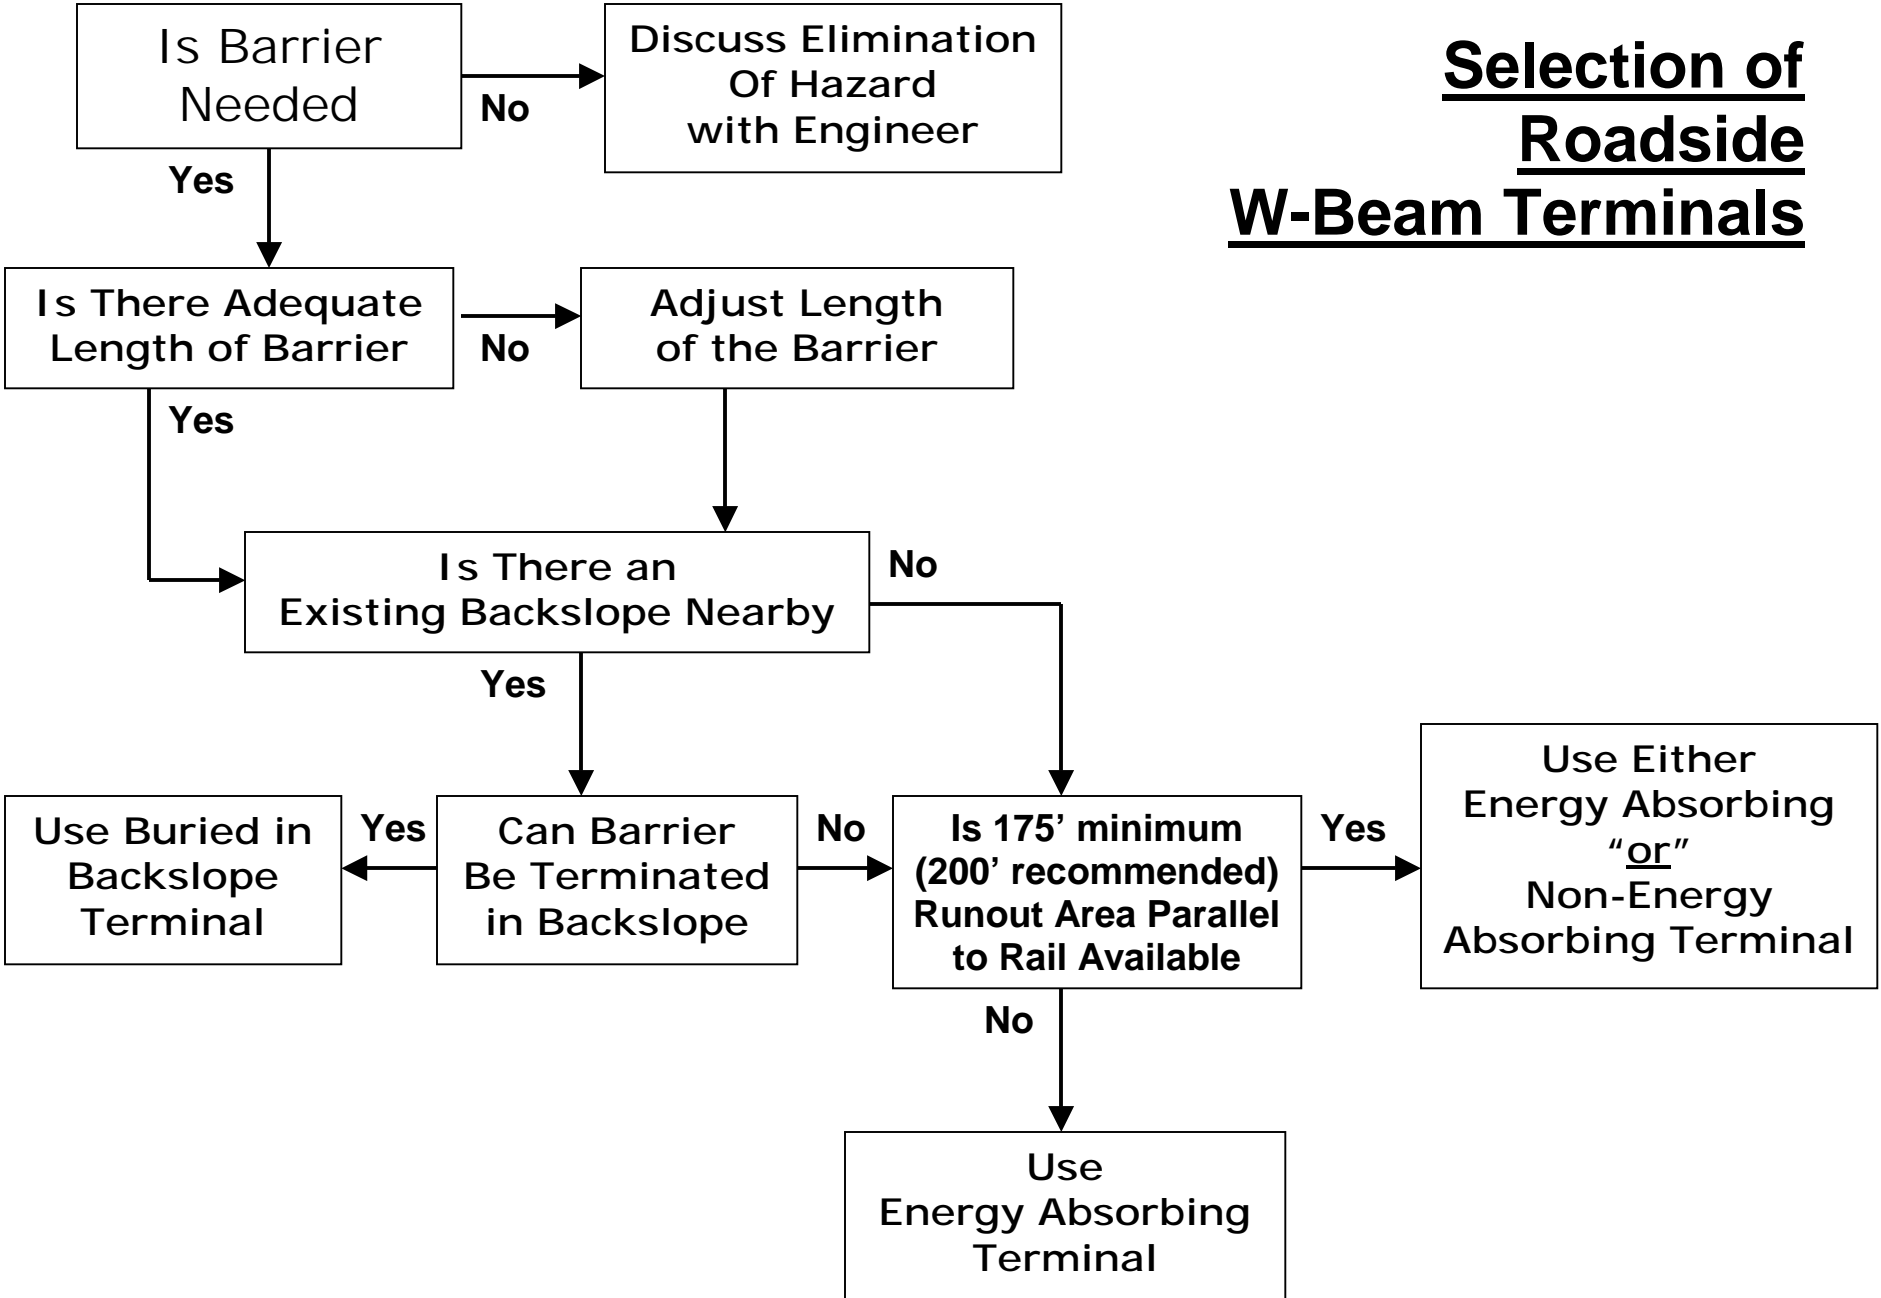 Selection of
Roadside
W-Beam Terminals
Is Barrier
Needed
No
Discuss Elimination
Of Hazard
with Engineer
Yes
Is There Adequate
Length of Barrier
No
Adjust Length
of the Barrier
Yes
Is There an
Existing Backslope Nearby
No
Yes
Use Buried in
Backslope
Terminal
Yes
Can Barrier
Be Terminated
in Backslope
No
Is 175’ minimum
(200’ recommended)
Runout Area Parallel
to Rail Available
Yes
Use Either
Energy Absorbing
“or”
Non-Energy
Absorbing Terminal
No
Use
Energy Absorbing
Terminal